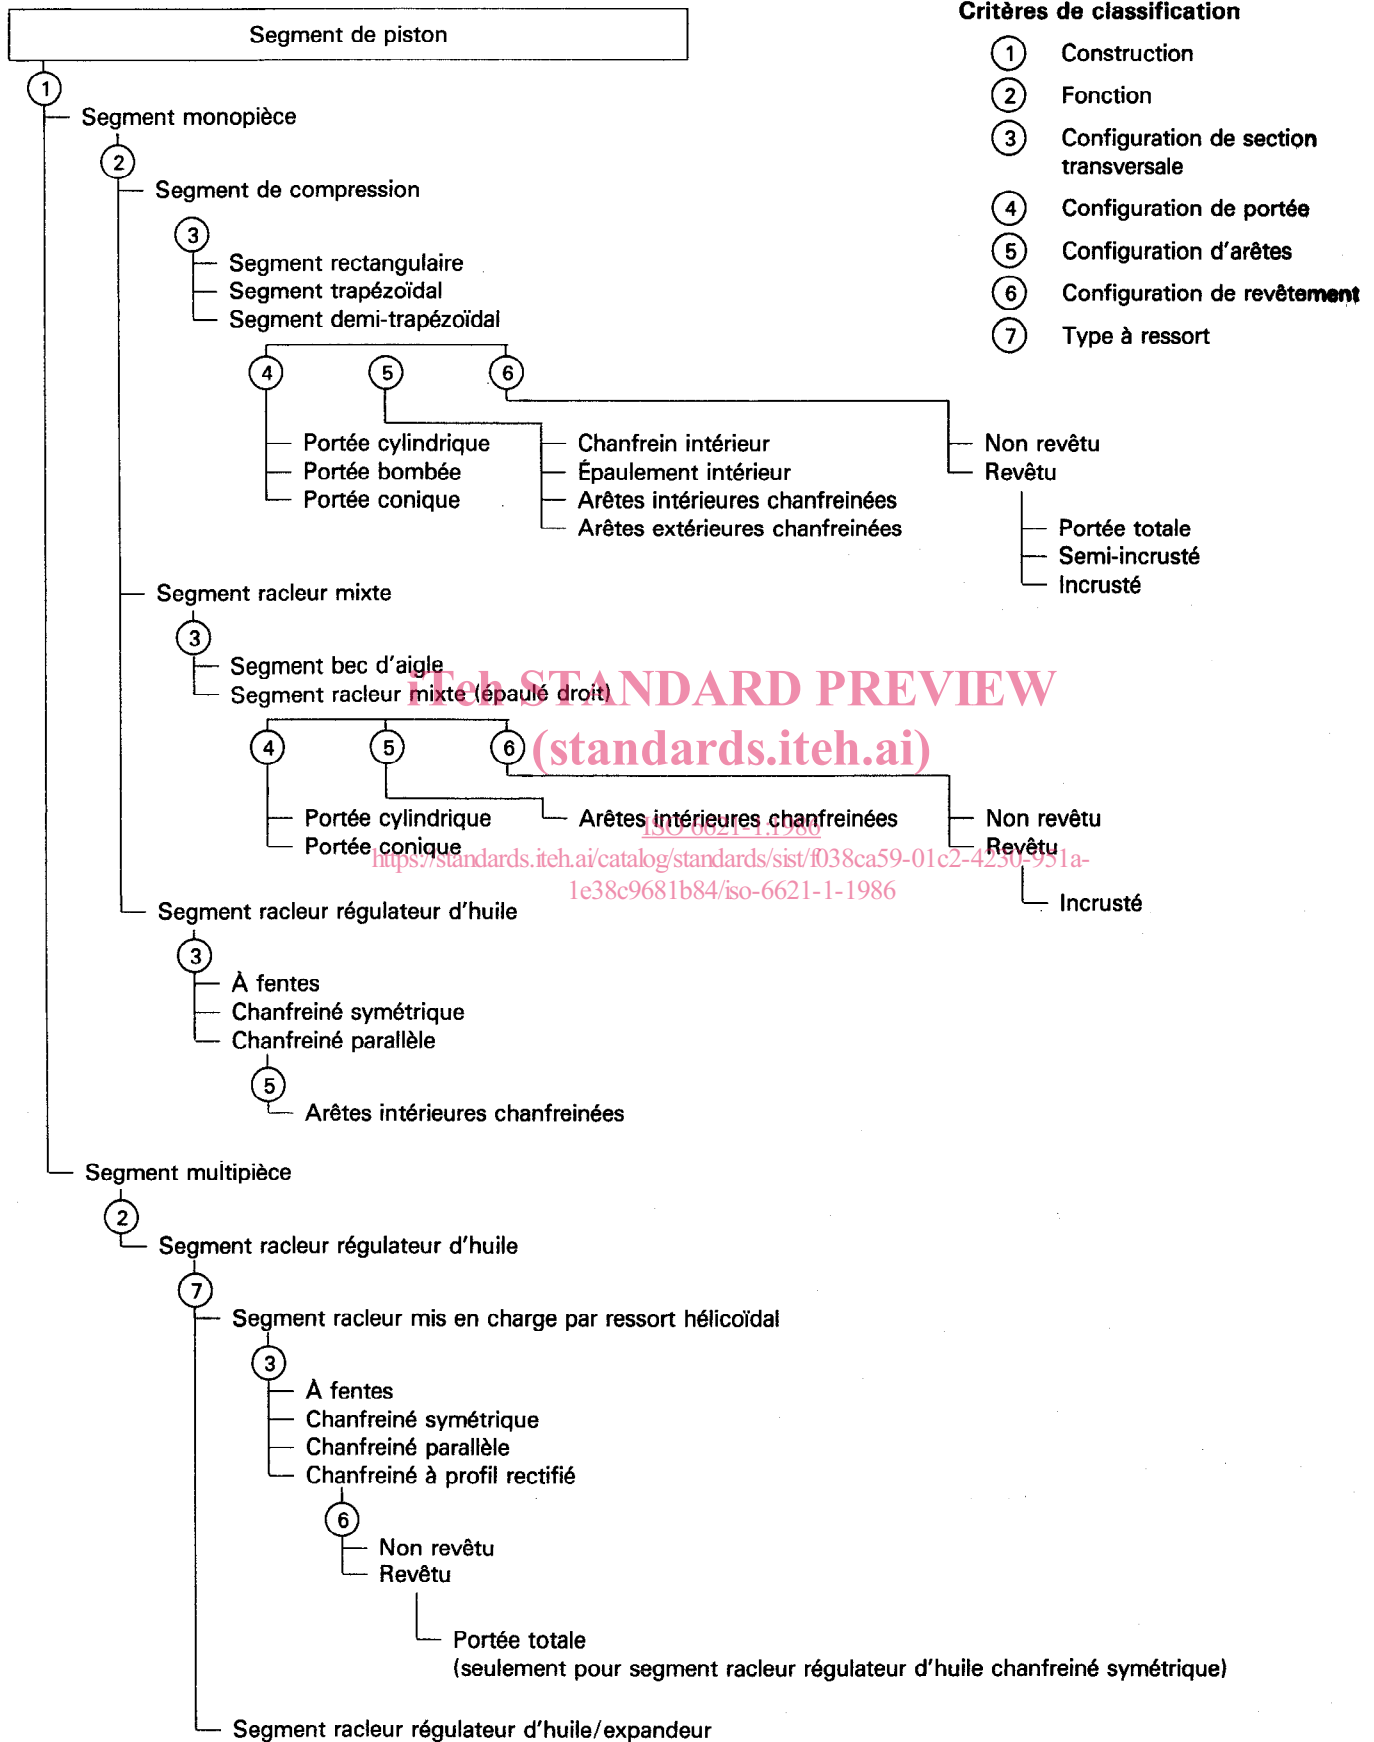 Critères de classification
Segment de piston
1 Construction
2 Fonction
3 Configuration de section
transversale
4 Configuration de portée
5 Configuration d'arêtes
6 Configuration de revêtement
7 Type à ressort
1
Segment monopièce
2
Segment de compression
3
Segment rectangulaire
Segment trapézoïdal
Segment demi-trapézoïdal
4 5 6
Portée cylindrique
Portée bombée
Portée conique
Chanfrein intérieur
Épaulement intérieur
Arêtes intérieures chanfreinées
Arêtes extérieures chanfreinées
Non revêtu
Revêtu
Portée totale
Semi-incrusté
Incrusté
Segment racleur mixte
3
Segment bec d'aigle
Segment racleur mixte (épaulé droit)
iTeh STANDARD PREVIEW
(standards.iteh.ai)
4 5 6
Portée cylindrique
Portée conique
Arêtes intérieures chanfreinées
Non revêtu
Revêtu
Incrusté
ISO 6621-1:1986
https://standards.iteh.ai/catalog/standards/sist/f038ca59-01c2-4230-951a-
1e38c9681b84/iso-6621-1-1986
Segment racleur régulateur d'huile
3
À fentes
Chanfreiné symétrique
Chanfreiné parallèle
5
Arêtes intérieures chanfreinées
Segment multipièce
2
Segment racleur régulateur d'huile
7
Segment racleur mis en charge par ressort hélicoïdal
3
À fentes
Chanfreiné symétrique
Chanfreiné parallèle
Chanfreiné à profil rectifié
6
Non revêtu
Revêtu
Portée totale
(seulement pour segment racleur régulateur d'huile chanfreiné symétrique)
Segment racleur régulateur d'huile/expandeur